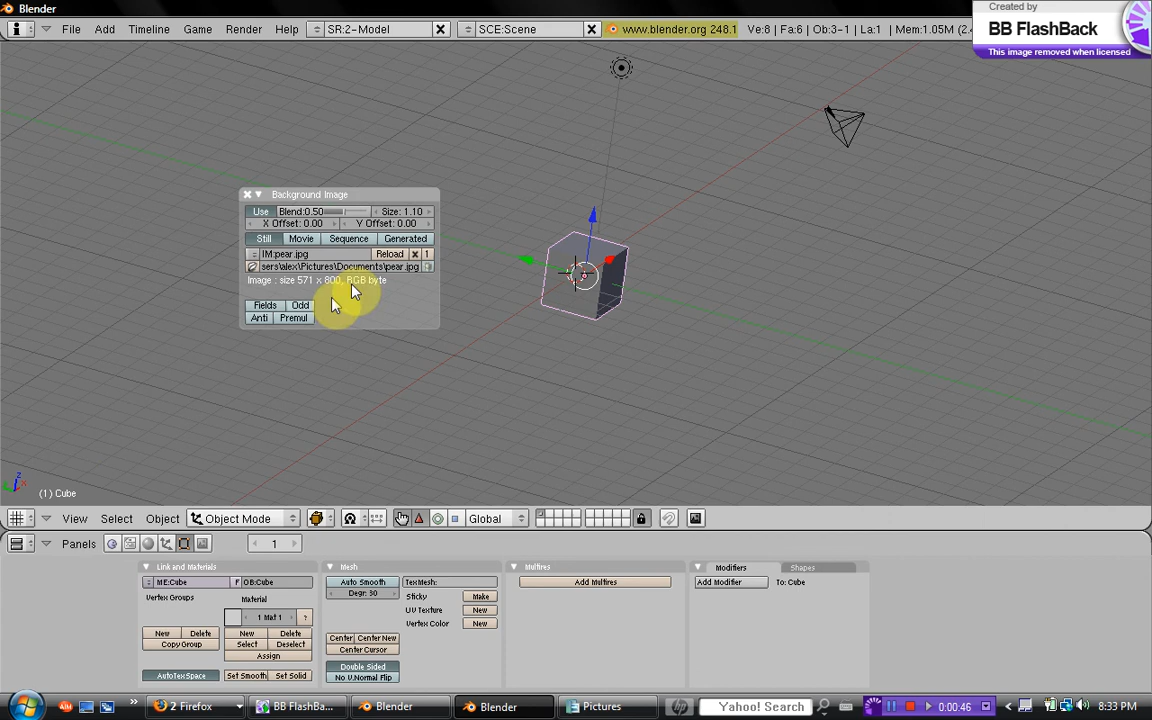 Blender
Created by
BB FlashBack
This image removed when licensed
File Add Timeline Game Render Help SR:2-Model SCE:Scene www.blender.org 248.1 Ve:8 | Fa:6 | Ob:3-1 | La:1 | Mem:1.05M (2.
Background Image
Use Blend:0.50 Size: 1.10
X Offset: 0.00 Y Offset: 0.00
Still Movie Sequence Generated
IM:pear.jpg Reload 1
sers\alex\Pictures\Documents\pear.jpg
Image : size 571 x 800, RGB byte
Fields Odd
Anti Premul
z
(1) Cube
View Select Object Object Mode Global
Panels 1
Link and Materials Mesh Multires Modifiers Shapes
ME:Cube F OB:Cube Auto Smooth TexMesh: Add Multires Add Modifier To: Cube
Degr: 30 Sticky Make
Vertex Groups Material UV Texture New
1 Mat 1 ? Vertex Color New
New Delete New Delete Center Center New
Copy Group Select Deselect Center Cursor
Assign
Double Sided
AutoTexSpace Set Smooth Set Solid No V.Normal Flip
2 Firefox BB FlashBa... Blender Blender Pictures Yahoo! Search 0:00:46 8:33 PM